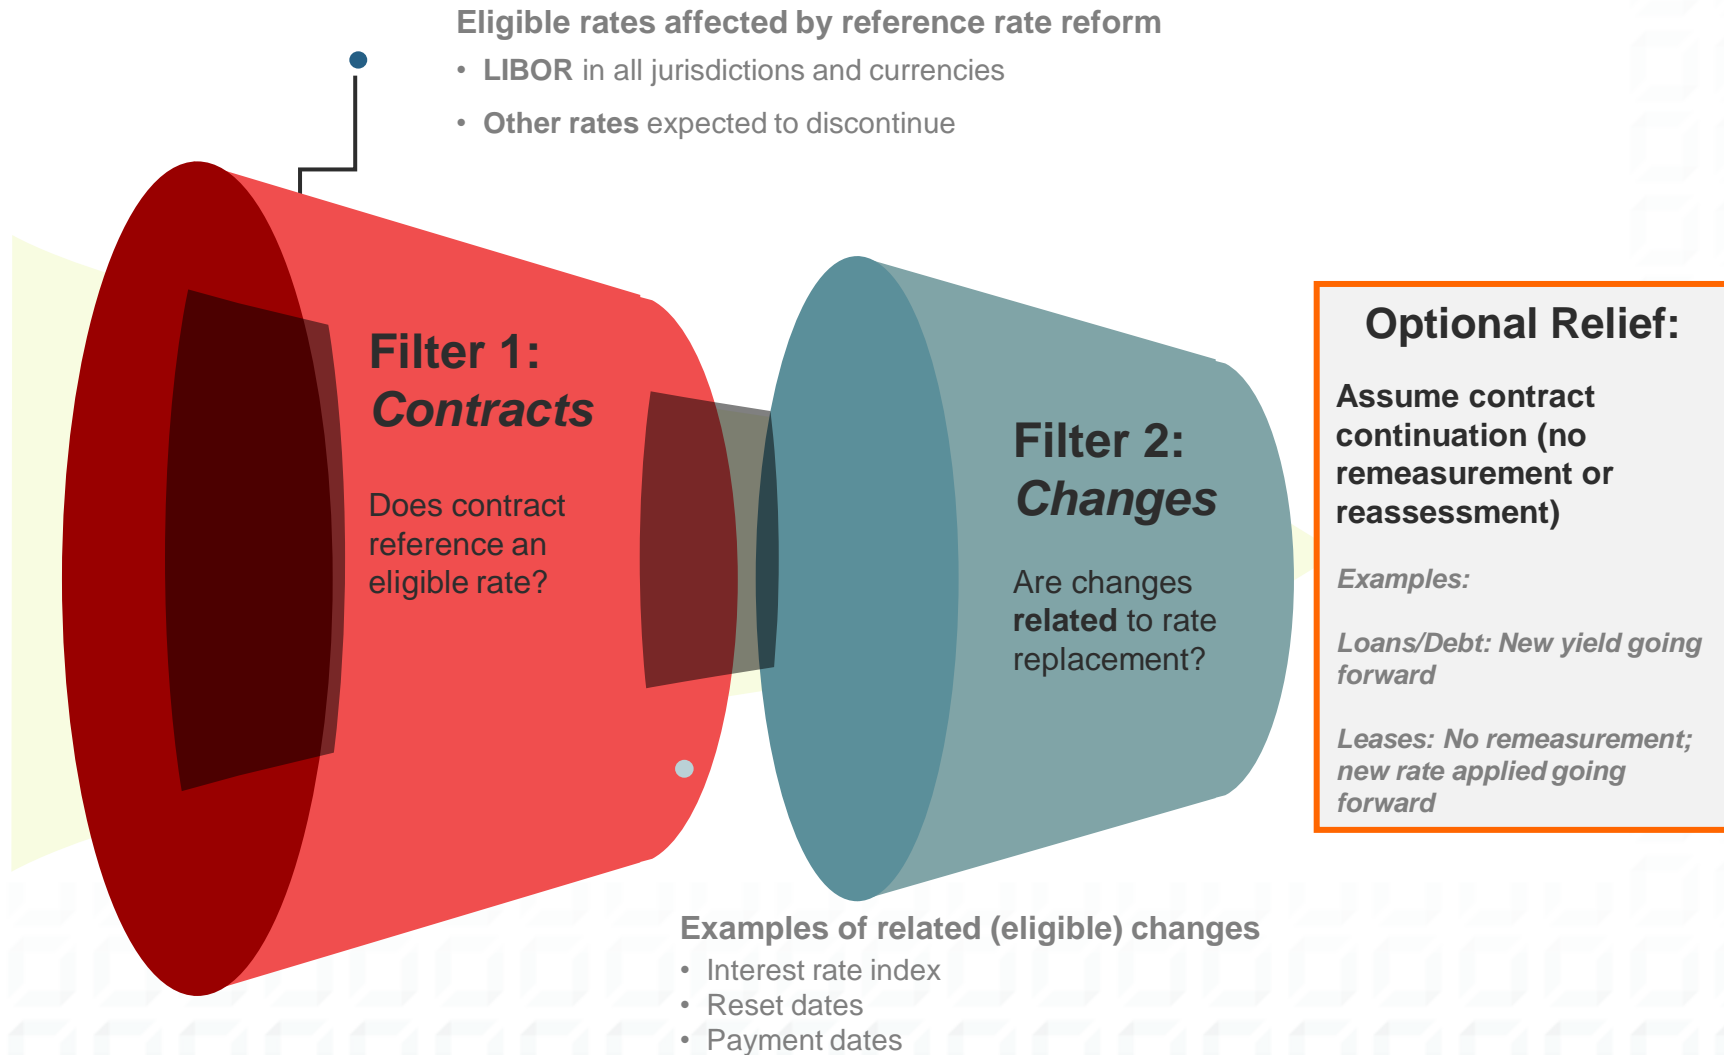 Eligible rates affected by reference rate reform
• LIBOR in all jurisdictions and currencies
• Other rates expected to discontinue
Filter 1:
Contracts
Does contract
reference an
eligible rate?
Filter 2:
Changes
Are changes
related to rate
replacement?
Optional Relief:
Assume contract
continuation (no
remeasurement or
reassessment)
Examples:
Loans/Debt: New yield going
forward
Leases: No remeasurement;
new rate applied going
forward
Examples of related (eligible) changes
• Interest rate index
• Reset dates
• Payment dates